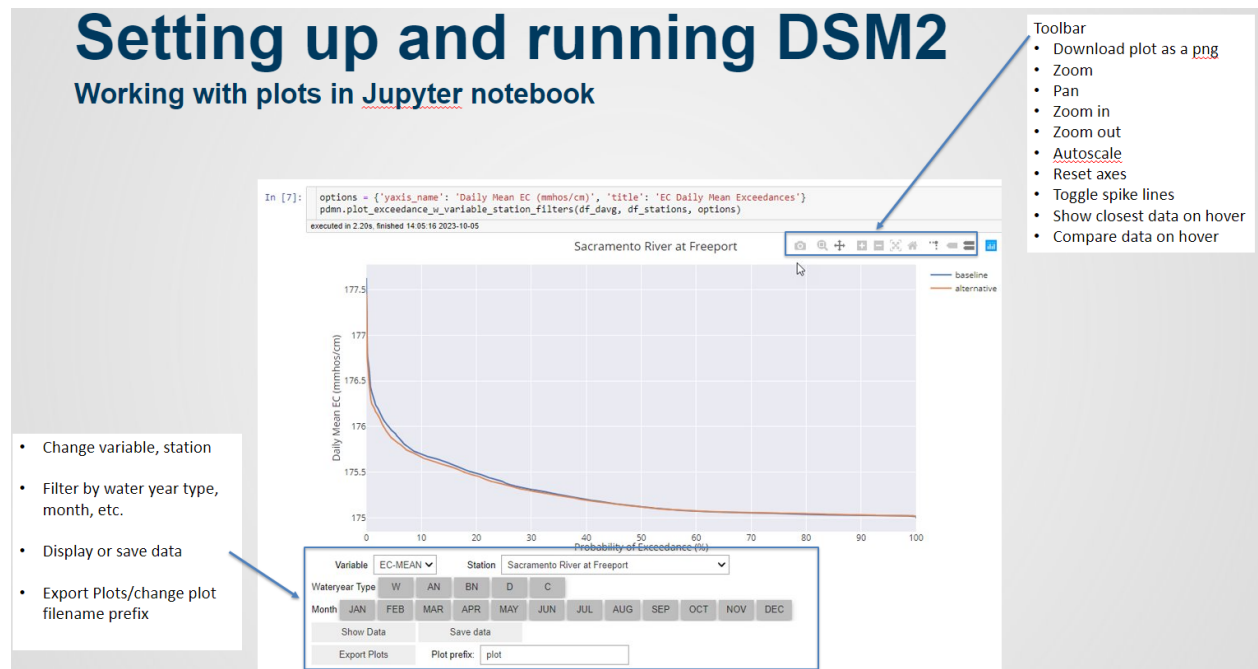 Setting up and running DSM2
Working with plots in Jupyter notebook
Toolbar
• Download plot as a png
• Zoom
• Pan
• Zoom in
• Zoom out
• Autoscale
• Reset axes
• Toggle spike lines
• Show closest data on hover
• Compare data on hover
In [7]:
options = {'yaxis_name': 'Daily Mean EC (mmhos/cm)', 'title': 'EC Daily Mean Exceedances'}
pdmn.plot_exceedance_w_variable_station_filters(df_davg, df_stations, options)
executed in 2.20s, finished 14:05:16 2023-10-05
Sacramento River at Freeport
baseline
alternative
Daily Mean EC (mmhos/cm)
177.5
177
176.5
176
175.5
175
0 10 20 30 40 50 60 70 80 90 100
Probability of Exceedance (%)
• Change variable, station
• Filter by water year type,
month, etc.
• Display or save data
• Export Plots/change plot
filename prefix
Variable EC-MEAN Station Sacramento River at Freeport
Wateryear Type W AN BN D C
Month JAN FEB MAR APR MAY JUN JUL AUG SEP OCT NOV DEC
Show Data Save data
Export Plots Plot prefix: plot